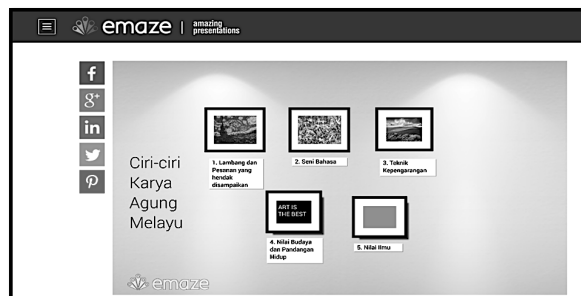 emaze | amazing
presentations
f
g+
in
Ciri-ciri
Karya
Agung
Melayu
1. Lambang dan
Pesanan yang
hendak
disampaikan
2. Seni Bahasa
3. Teknik
Kepengarangan
ART IS
THE BEST
4. Nilai Budaya
dan Pandangan
Hidup
5. Nilai Ilmu
emaze